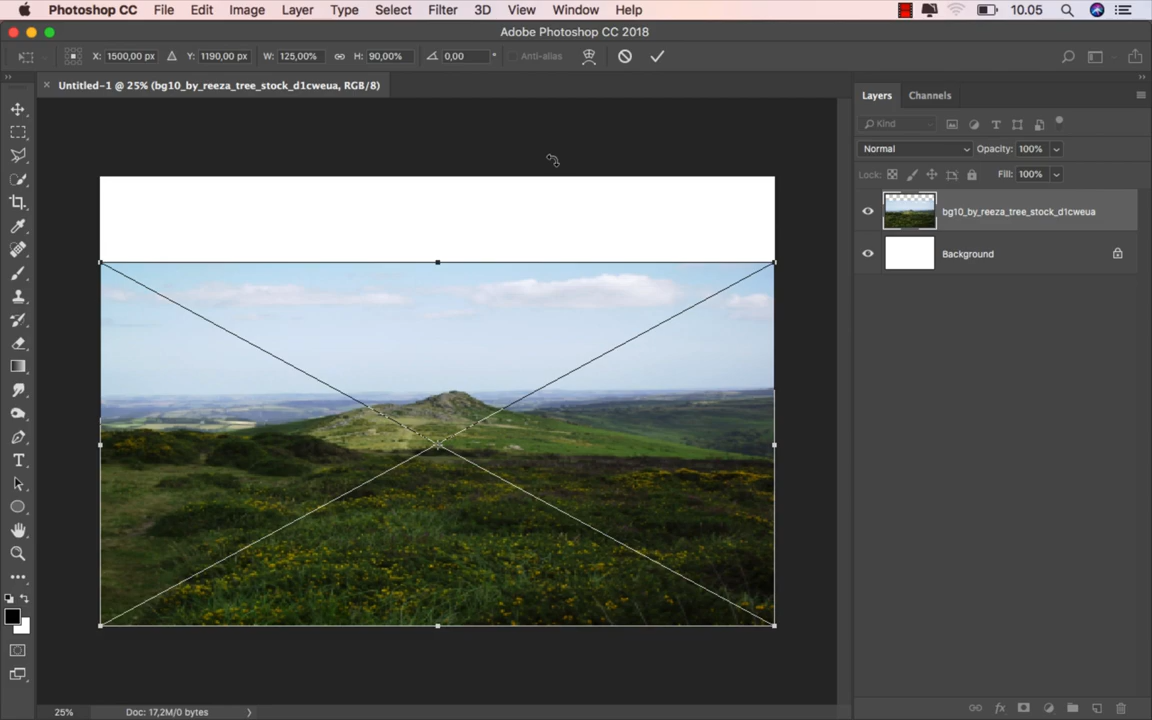 Photoshop CC File Edit Image Layer Type Select Filter 3D View Window Help 10.05
Adobe Photoshop CC 2018
X: 1500,00 px Y: 1190,00 px W: 125,00% H: 90,00% 0,00 ° Anti-alias
× Untitled-1 @ 25% (bg10_by_reeza_tree_stock_d1cweua, RGB/8)
Layers Channels
Kind
Normal Opacity: 100%
Lock: Fill: 100%
bg10_by_reeza_tree_stock_d1cweua
Background
25% Doc: 17,2M/0 bytes